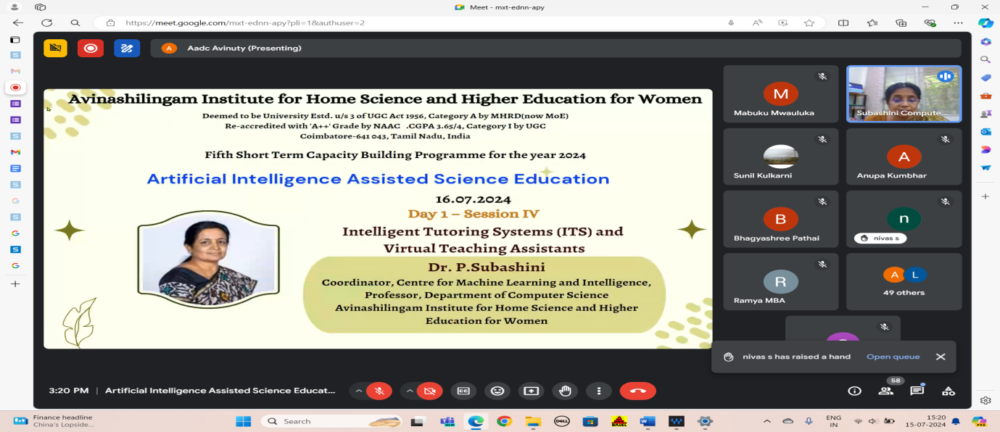 Meet - mxt-ednn-apy
https://meet.google.com/mxt-ednn-apy?pli=1&authuser=2
A
Aadc Avinuty (Presenting)
Avinashilingam Institute for Home Science and Higher Education for Women
Deemed to be University Estd. u/s 3 of UGC Act 1956, Category A by MHRD(now MoE)
Re-accredited with 'A++' Grade by NAAC .CGPA 3.65/4, Category I by UGC
Coimbatore-641 043, Tamil Nadu, India
Fifth Short Term Capacity Building Programme for the year 2024
Artificial Intelligence Assisted Science Education
16.07.2024
Day 1 – Session IV
Intelligent Tutoring Systems (ITS) and
Virtual Teaching Assistants
Dr. P.Subashini
Coordinator, Centre for Machine Learning and Intelligence,
Professor, Department of Computer Science
Avinashilingam Institute for Home Science and Higher
Education for Women
M
Mabuku Mwauluka
Subashini Compute...
Sunil Kulkarni
A
Anupa Kumbhar
B
Bhagyashree Pathai
n
nivas s
R
Ramya MBA
A L
49 others
nivas s has raised a hand Open queue
3:20 PM | Artificial Intelligence Assisted Science Educat...
CC
58
Finance headline
China's Lopside...
Search
DELL
ENG
IN
15:20
15-07-2024
PRE